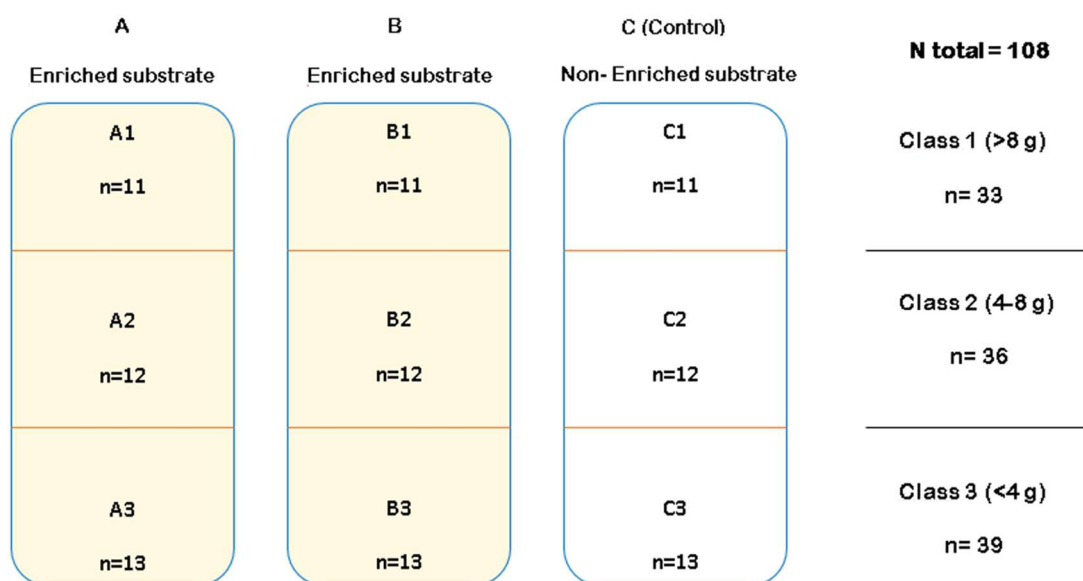 A
Enriched substrate
A1
n=11
A2
n=12
A3
n=13
B
Enriched substrate
B1
n=11
B2
n=12
B3
n=13
C (Control)
Non- Enriched substrate
C1
n=11
C2
n=12
C3
n=13
N total = 108
Class 1 (>8 g)
n= 33
Class 2 (4-8 g)
n= 36
Class 3 (<4 g)
n= 39